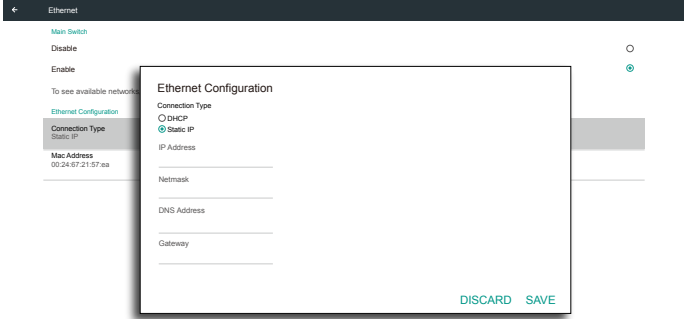 Ethernet
Main Switch
Disable
Enable
To see available networks
Ethernet Configuration
Connection Type
Static IP
Mac Address
00:24:67:21:57:ea
Ethernet Configuration
Connection Type
DHCP
Static IP
IP Address
Netmask
DNS Address
Gateway
DISCARD SAVE